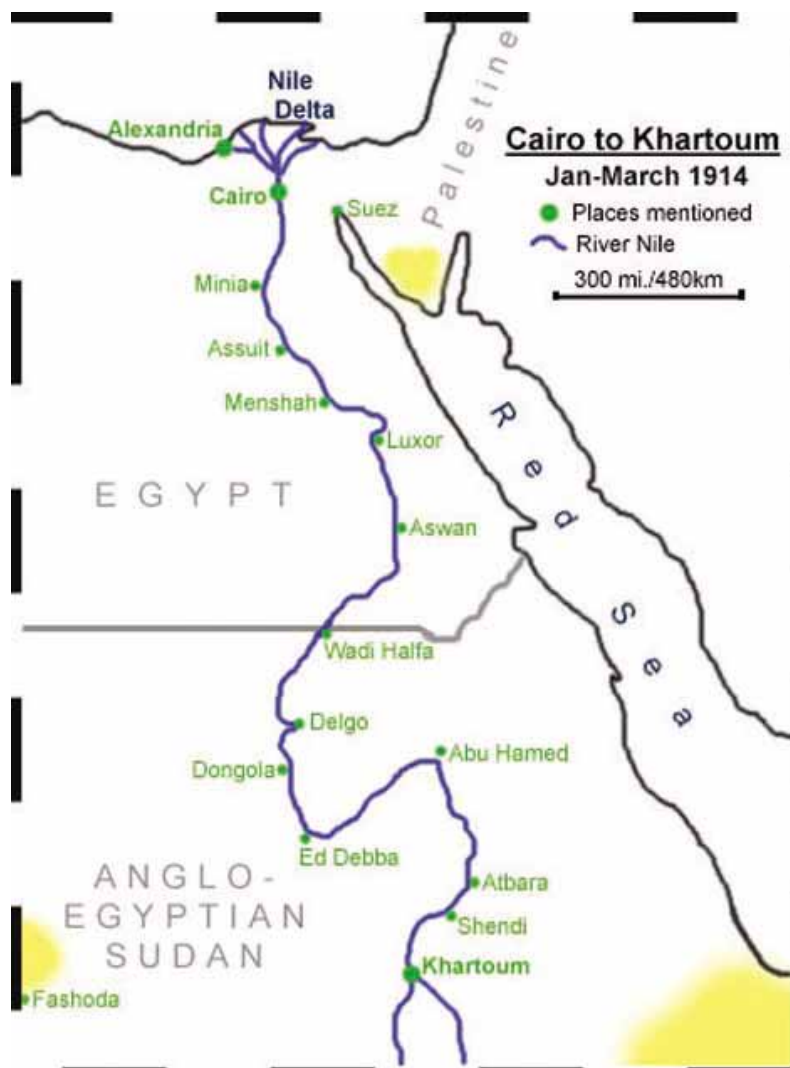 Nile
Delta
Palestine
Alexandria
Cairo to Khartoum
Jan-March 1914
Places mentioned
River Nile
300 mi./480km
Cairo
Suez
Minia
Assuit
Menshah
Luxor
Red Sea
EGYPT
Aswan
Wadi Halfa
Delgo
Abu Hamed
Dongola
Ed Debba
ANGLO-
EGYPTIAN
SUDAN
Atbara
Shendi
Khartoum
Fashoda